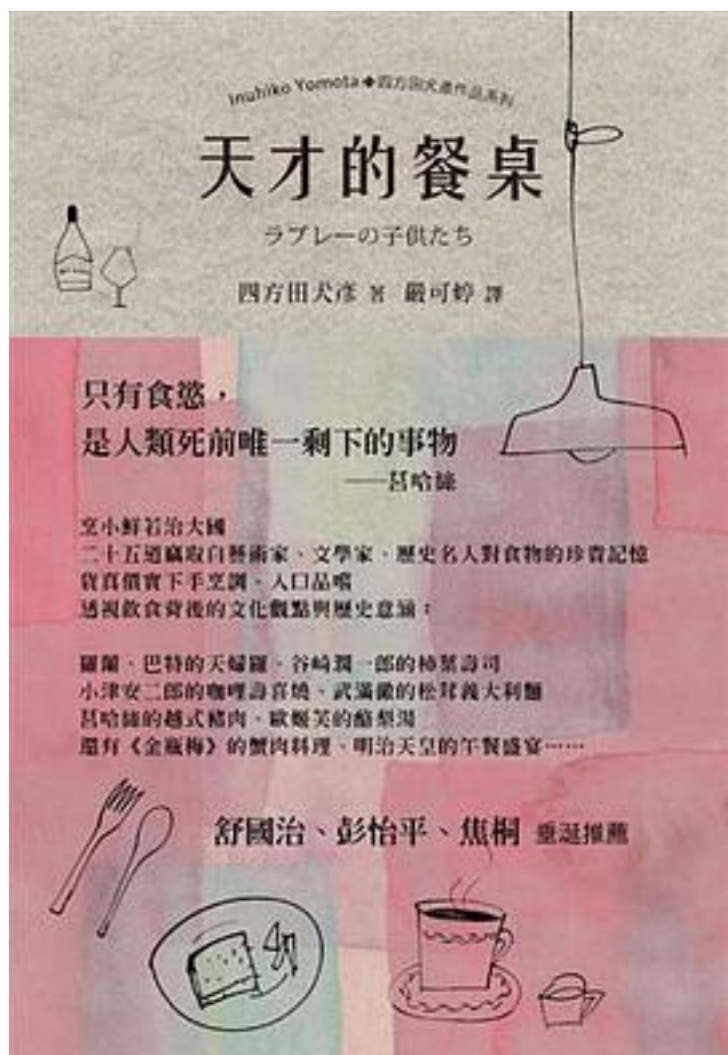 Inuhiko Yomota◆四方田犬彥作品系列
天才的餐桌
ラブレーの子供たち
四方田犬彥 著 嚴可婷 譯
只有食慾，
是人類死前唯一剩下的事物
——莒哈絲
烹小鮮若治大國
二十五道竊取自藝術家、文學家、歷史名人對食物的珍貴記憶
貨真價實下手烹調、入口品嚐
透視飲食背後的文化觀點與歷史意涵：
羅蘭・巴特的天婦羅、谷崎潤一郎的柿葉壽司
小津安二郎的咖哩壽喜燒、武滿徹的松茸義大利麵
莒哈絲的越式豬肉、歐姬芙的酪梨湯
還有《金瓶梅》的蟹肉料理、明治天皇的午餐盛宴……
舒國治、彭怡平、焦桐 垂涎推薦